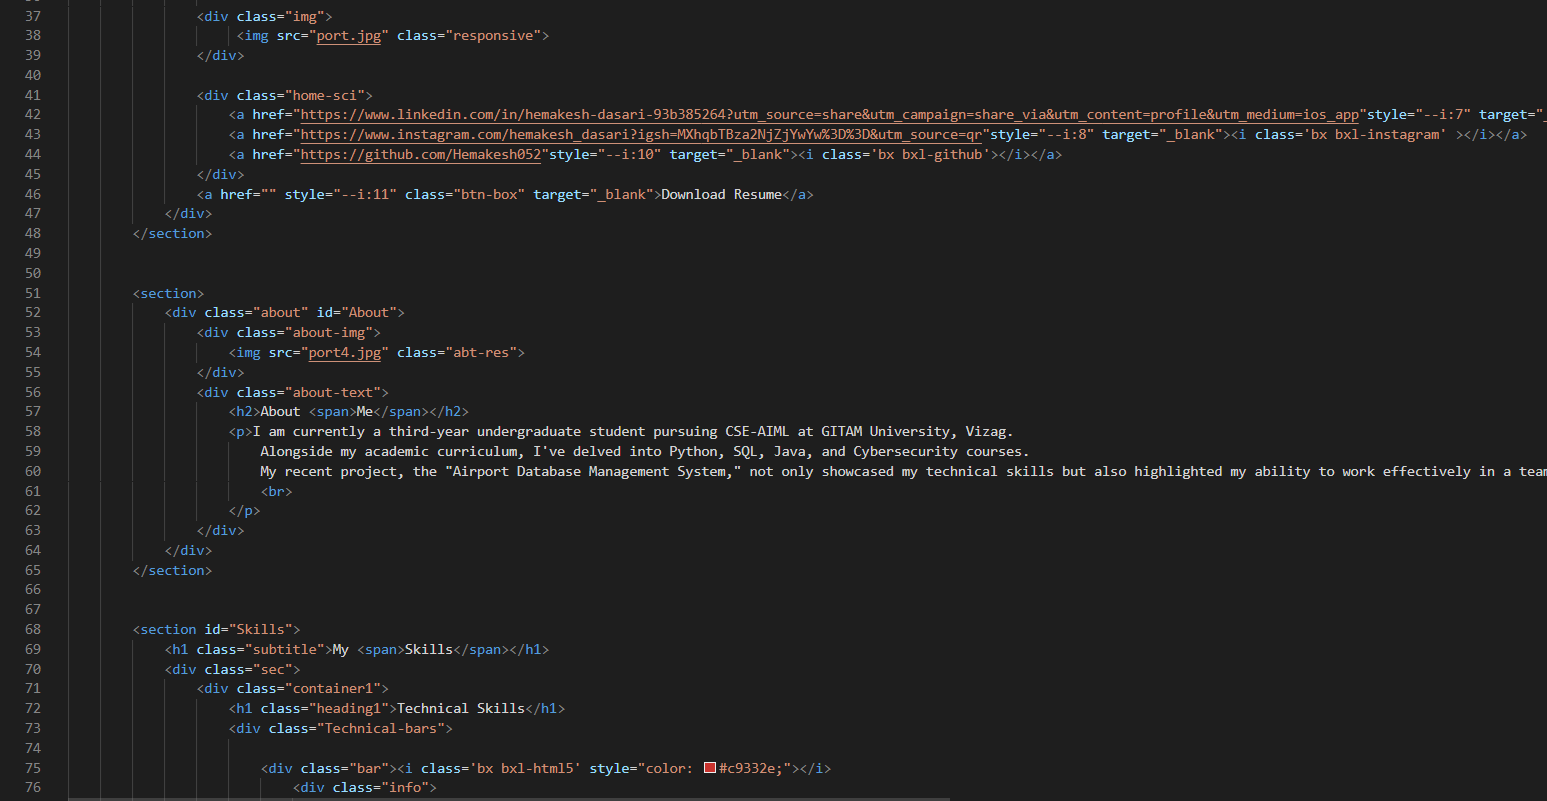 37 <div class="img">
38 <img src="port.jpg" class="responsive">
39 </div>
40
41 <div class="home-sci">
42 <a href="https://www.linkedin.com/in/hemakesh-dasari-93b385264?utm_source=share&utm_campaign=share_via&utm_content=profile&utm_medium=ios_app"style="--i:7" target="_
43 <a href="https://www.instagram.com/hemakesh_dasari?igsh=MXhqbTBza2NjZjYwYw%3D%3D&utm_source=qr"style="--i:8" target="_blank"><i class='bx bxl-instagram' ></i></a>
44 <a href="https://github.com/Hemakesh052"style="--i:10" target="_blank"><i class='bx bxl-github'></i></a>
45 </div>
46 <a href="" style="--i:11" class="btn-box" target="_blank">Download Resume</a>
47 </div>
48 </section>
49
50
51 <section>
52 <div class="about" id="About">
53 <div class="about-img">
54 <img src="port4.jpg" class="abt-res">
55 </div>
56 <div class="about-text">
57 <h2>About <span>Me</span></h2>
58 <p>I am currently a third-year undergraduate student pursuing CSE-AIML at GITAM University, Vizag.
59 Alongside my academic curriculum, I've delved into Python, SQL, Java, and Cybersecurity courses.
60 My recent project, the "Airport Database Management System," not only showcased my technical skills but also highlighted my ability to work effectively in a team
61 <br>
62 </p>
63 </div>
64 </div>
65 </section>
66
67
68 <section id="Skills">
69 <h1 class="subtitle">My <span>Skills</span></h1>
70 <div class="sec">
71 <div class="container1">
72 <h1 class="heading1">Technical Skills</h1>
73 <div class="Technical-bars">
74
75 <div class="bar"><i class='bx bxl-html5' style="color: #c9332e;"></i>
76 <div class="info">